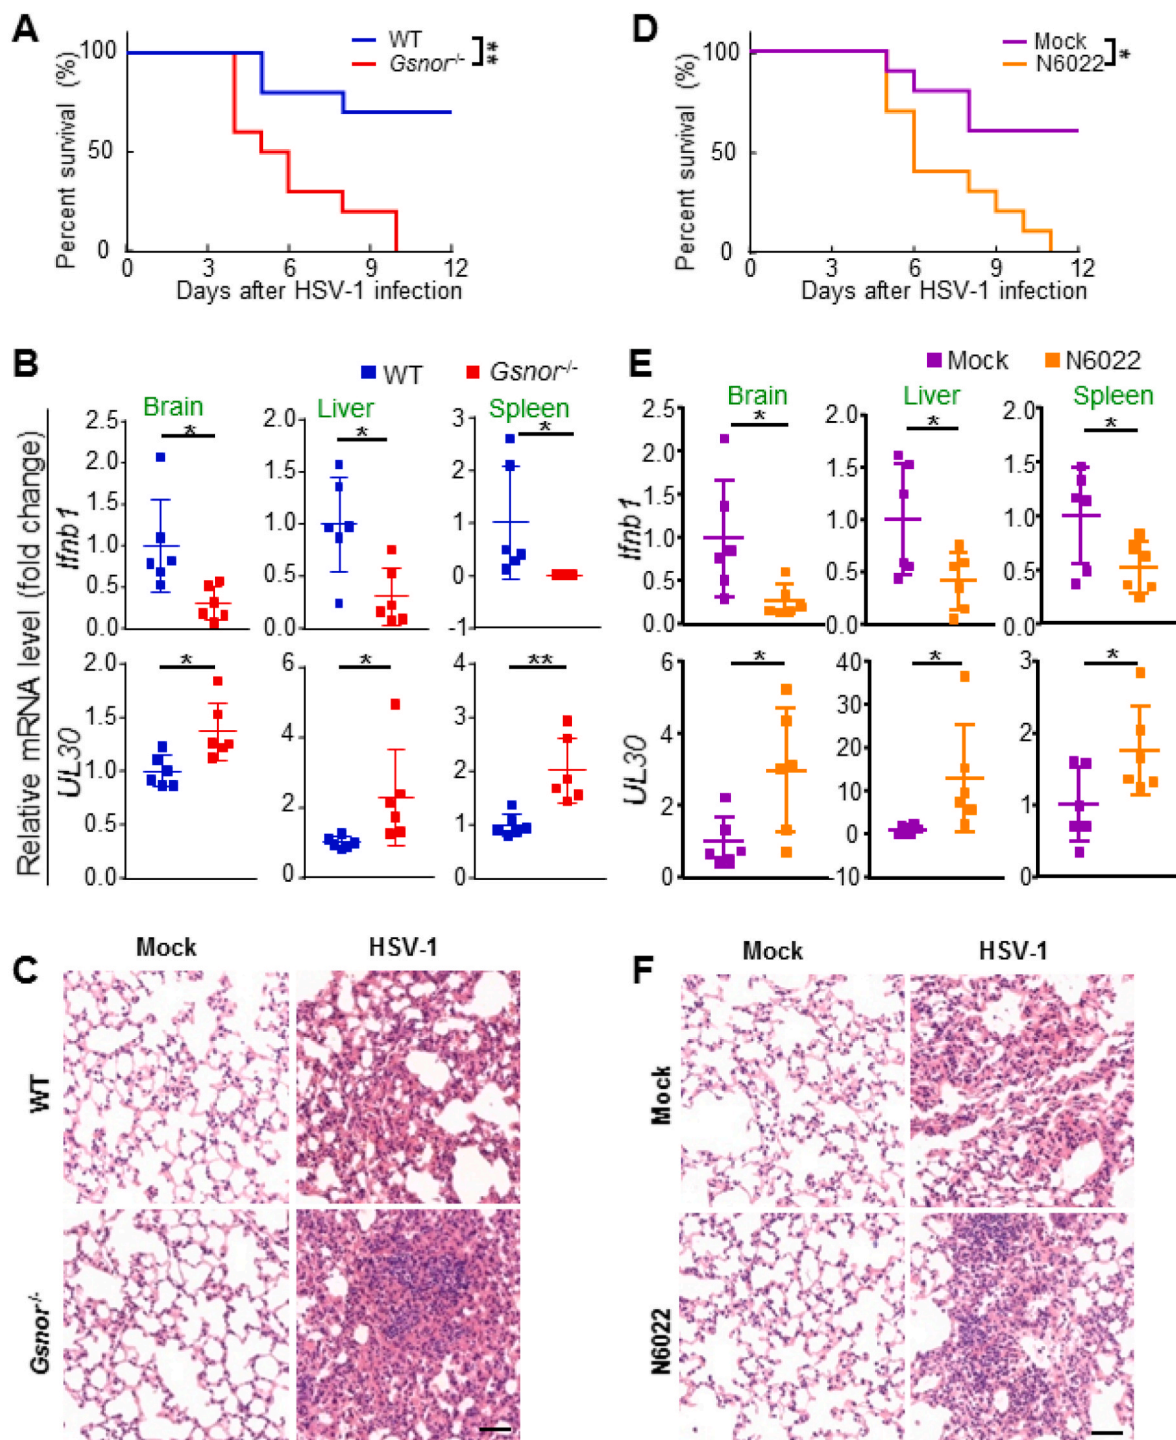 A
WT
Gsnor-/-
**
Percent survival (%)
100
50
0
0 3 6 9 12
Days after HSV-1 infection
D
Mock
N6022
*
Percent survival (%)
100
50
0
0 3 6 9 12
Days after HSV-1 infection
B
WT Gsnor-/-
Relative mRNA level (fold change)
Ifnb1
Brain
*
2.5
2.0
1.5
1.0
0.5
0.0
Liver
*
2.0
1.5
1.0
0.5
0.0
Spleen
*
3
2
1
0
-1
UL30
*
2.0
1.5
1.0
0.5
0.0
*
6
4
2
0
**
4
3
2
1
0
E
Mock N6022
Ifnb1
Brain
*
2.5
2.0
1.5
1.0
0.5
0.0
Liver
*
2.0
1.5
1.0
0.5
0.0
Spleen
*
2.0
1.5
1.0
0.5
0.0
UL30
*
6
4
2
0
*
40
30
20
10
0
-10
*
3
2
1
0
C
Mock HSV-1
WT
Gsnor-/-
F
Mock HSV-1
Mock
N6022